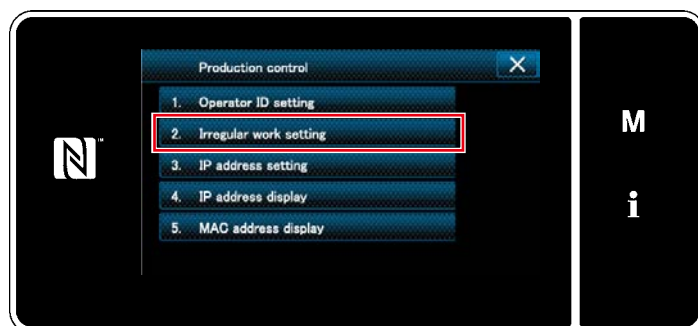 Production control
1. Operator ID setting
2. Irregular work setting
3. IP address setting
4. IP address display
5. MAC address display
M
i